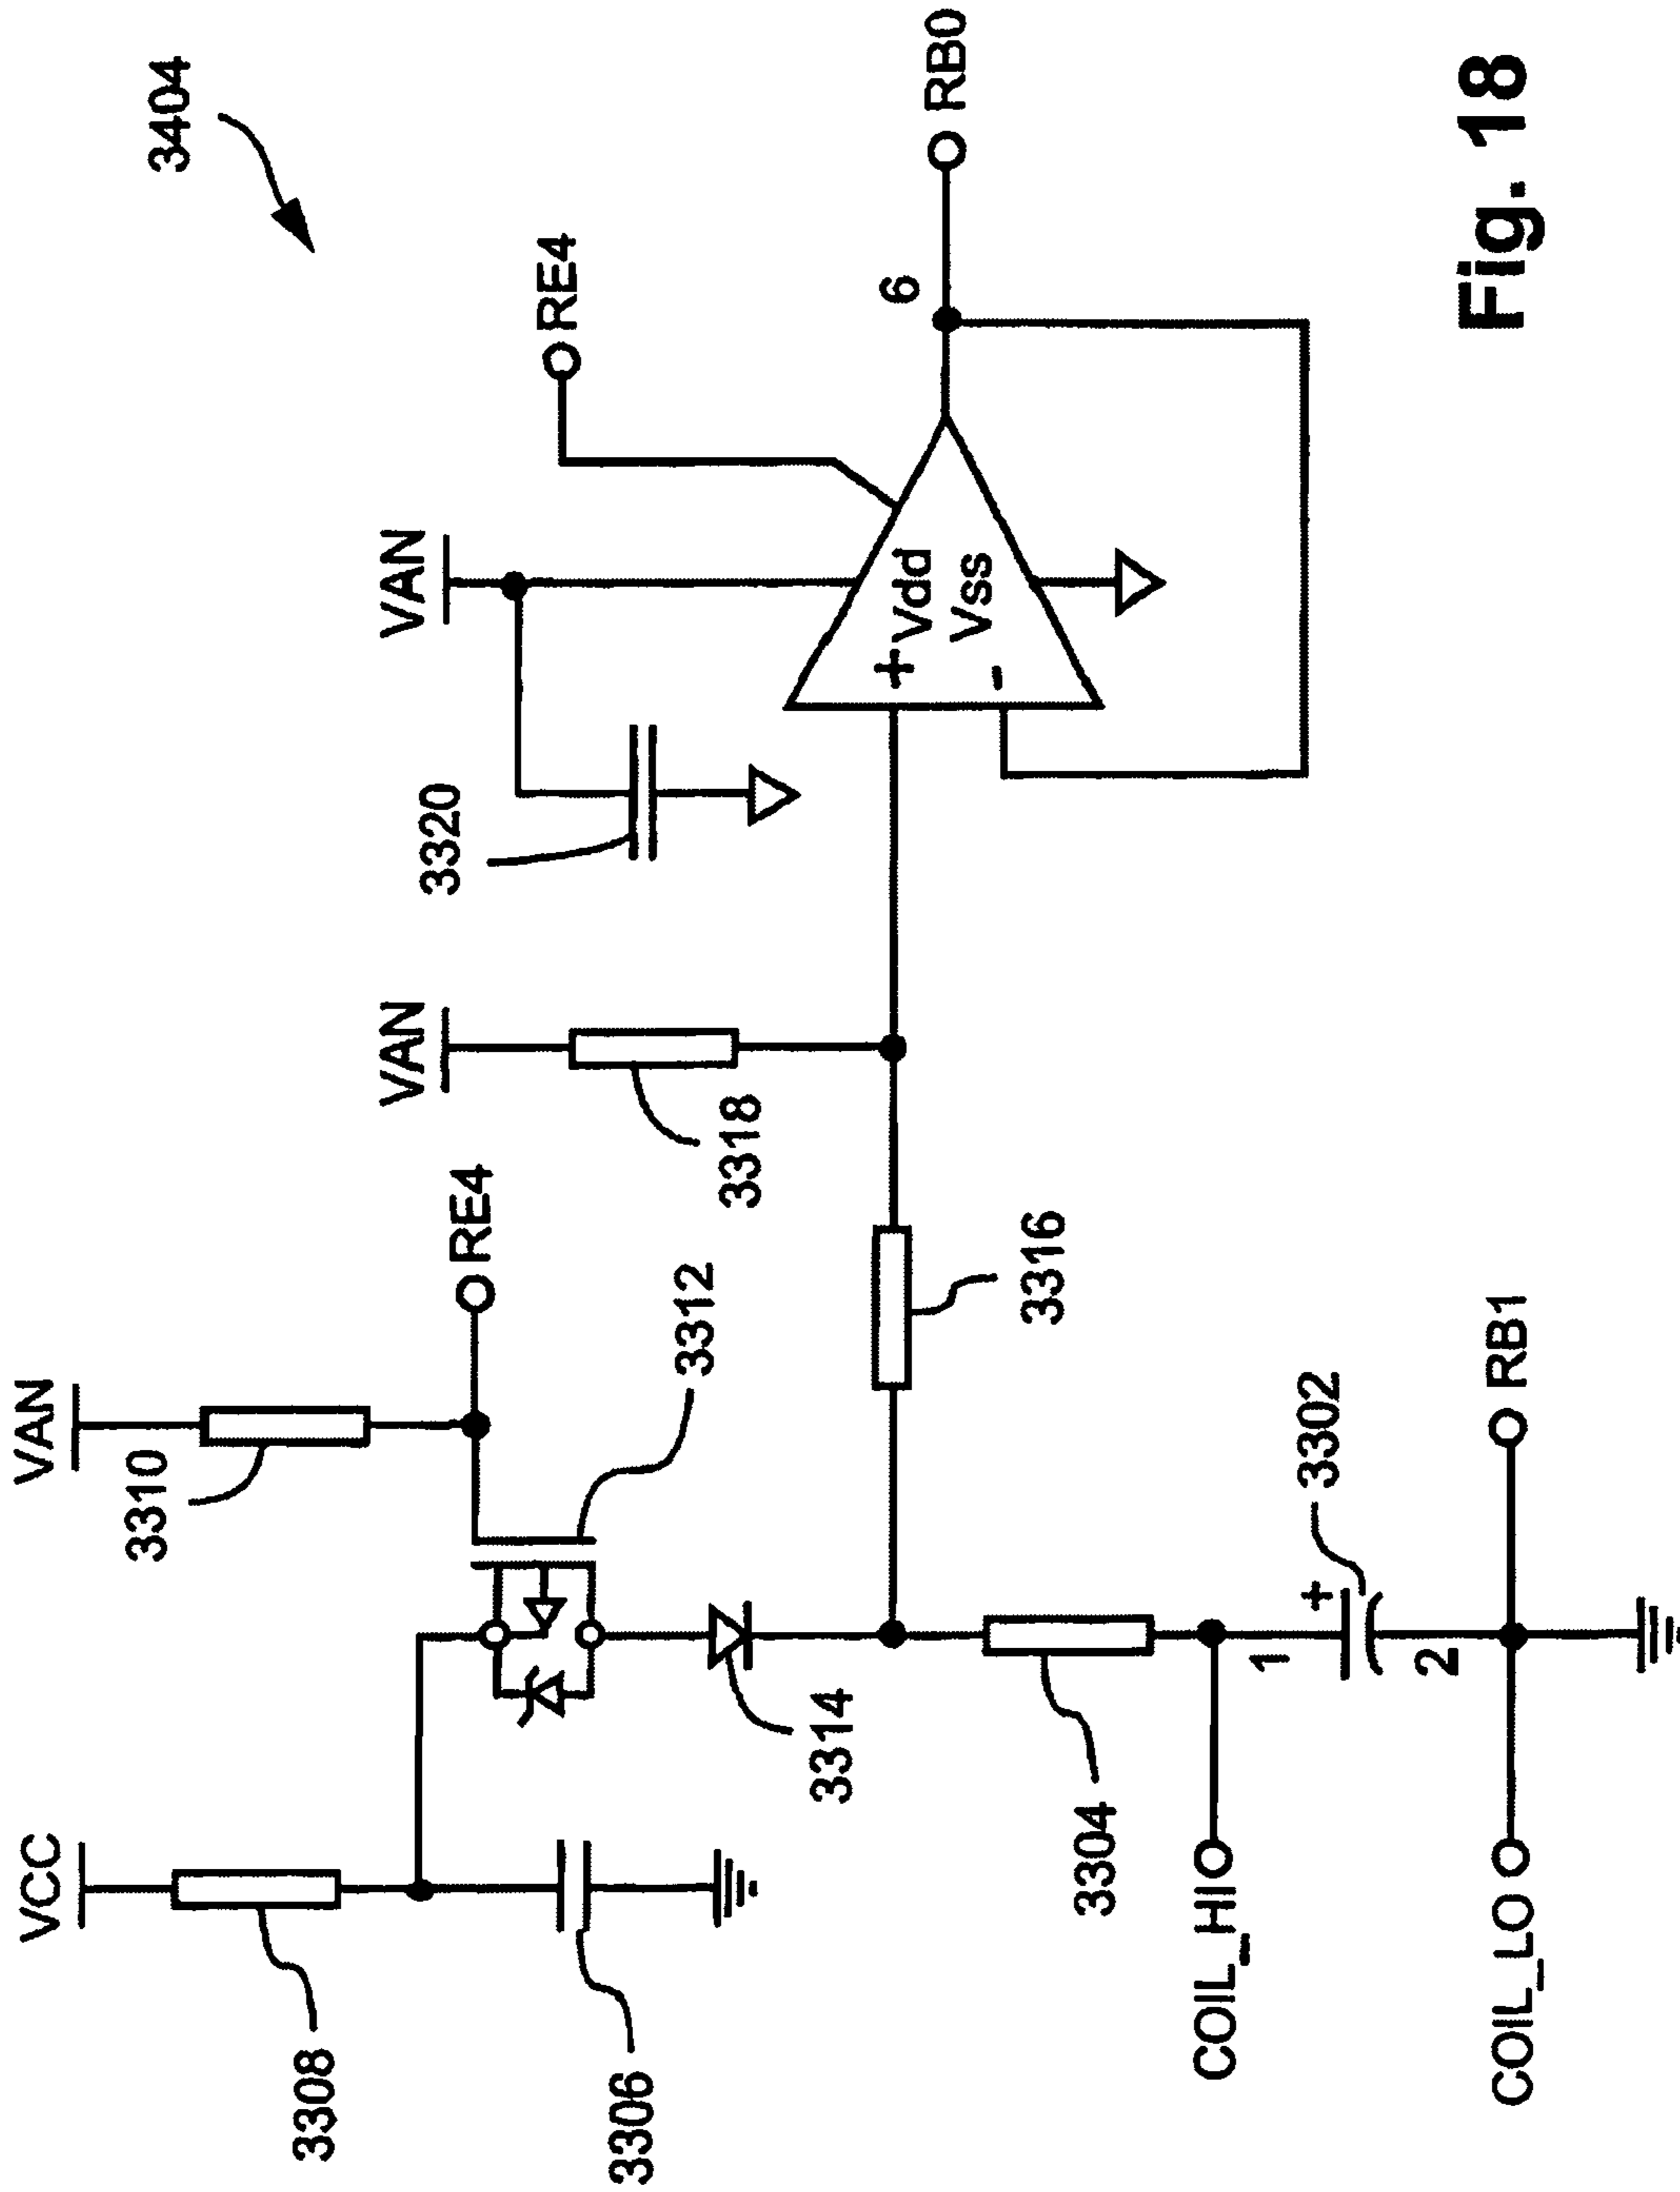 3404
VCC
VAN
VAN
VAN
3310
RE4
RE4
3308
3306
3312
3314
3318
3320
+Vdd
Vss
-
6
RB0
3316
3304
COIL_HI
1
+
3302
2
COIL_LO
RB1
Fig. 18